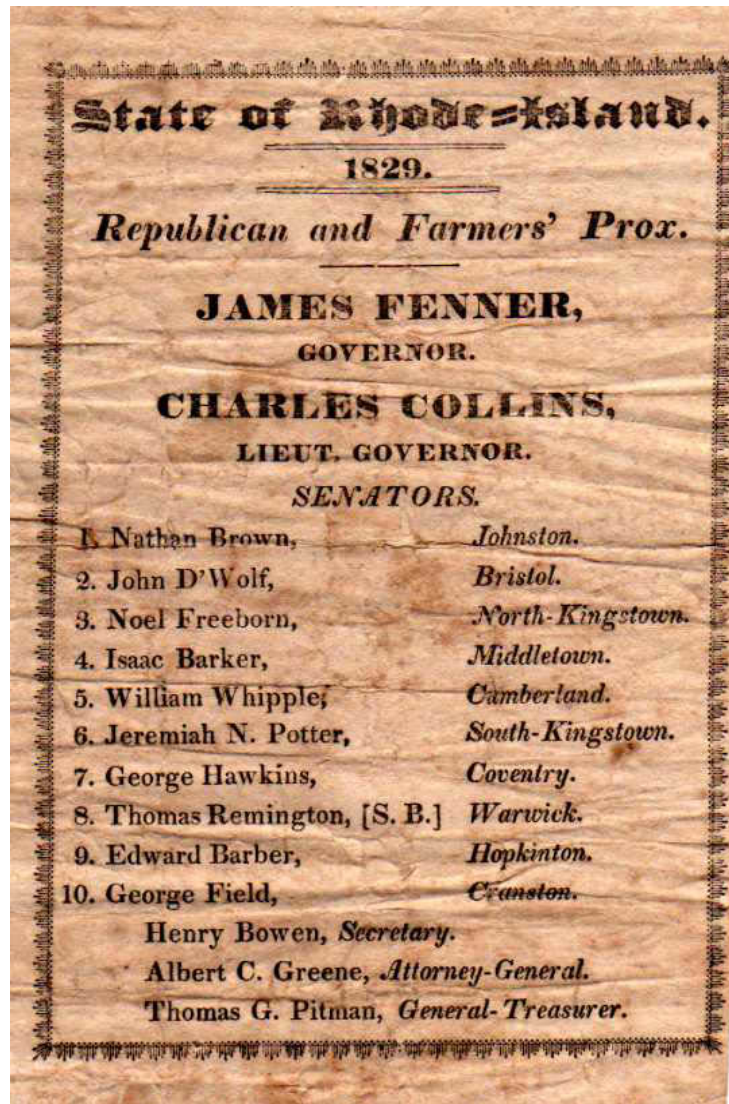 State of Rhode=Island.
1829.
Republican and Farmers' Prox.
JAMES FENNER,
GOVERNOR.
CHARLES COLLINS,
LIEUT. GOVERNOR.
SENATORS.
1. Nathan Brown, Johnston.
2. John D'Wolf, Bristol.
3. Noel Freeborn, North-Kingstown.
4. Isaac Barker, Middletown.
5. William Whipple, Cumberland.
6. Jeremiah N. Potter, South-Kingstown.
7. George Hawkins, Coventry.
8. Thomas Remington, [S. B.] Warwick.
9. Edward Barber, Hopkinton.
10. George Field, Cranston.
Henry Bowen, Secretary.
Albert C. Greene, Attorney-General.
Thomas G. Pitman, General-Treasurer.